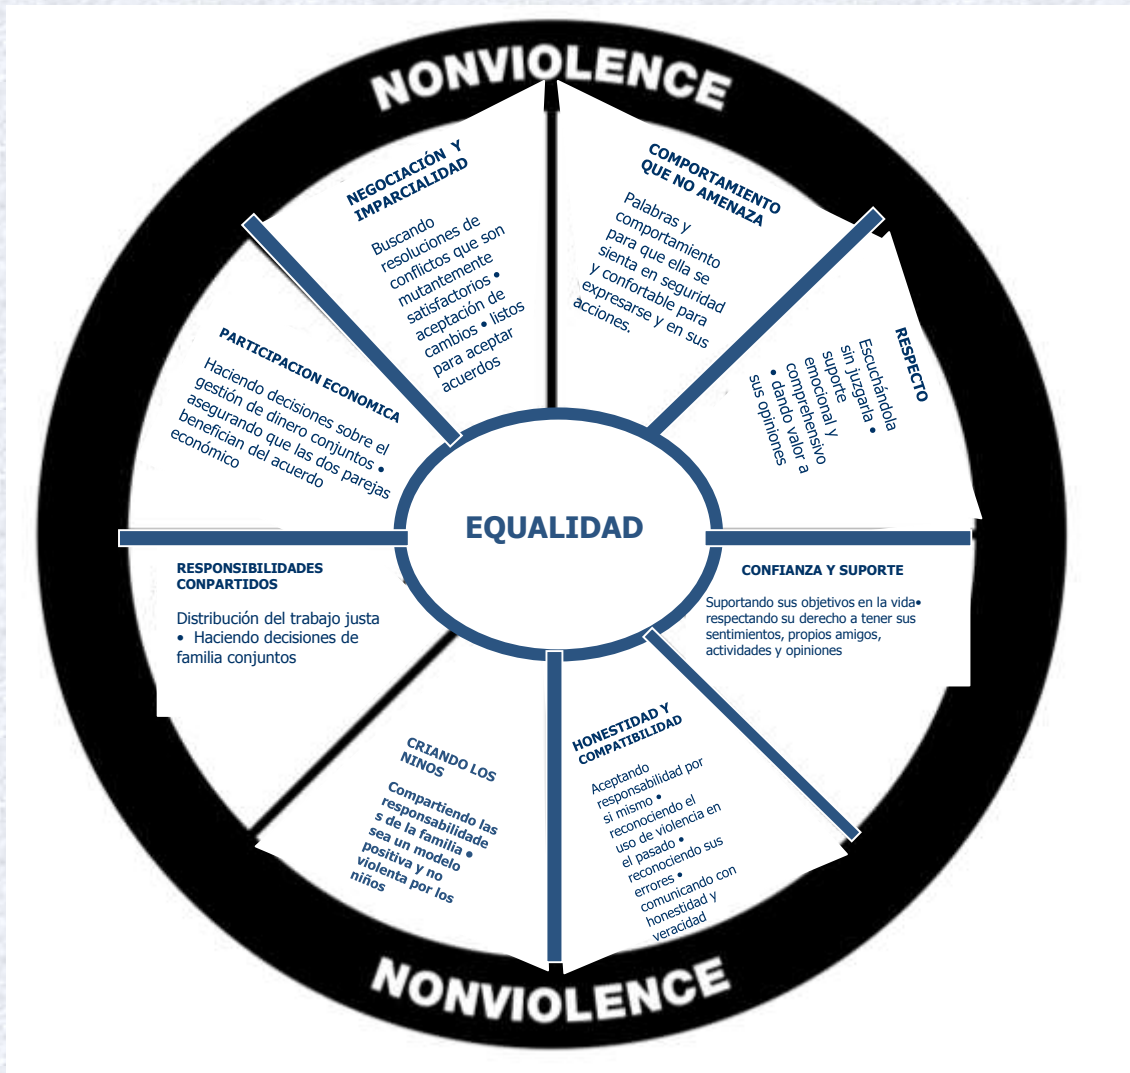 NONVIOLENCE
NEGOCIACIÓN Y
IMPARCIALIDAD
Buscando
resoluciones de
conflictos que son
mutantemente
satisfactorios •
aceptación de
cambios • listos
para aceptar
acuerdos
COMPORTAMIENTO
QUE NO AMENAZA
Palabras y
comportamiento
para que ella se
sienta en seguridad
y confortable para
expresarse y en sus
acciones.
RESPECTO
Escuchándola
sin juzgarla •
suporte
emocional y
comprehensivo
• dando valor a
sus opiniones
PARTICIPACION ECONOMICA
Haciendo decisiones sobre el
gestión de dinero conjuntos •
asegurando que las dos parejas
benefician del acuerdo
económico
EQUALIDAD
RESPONSIBILIDADES
CONPARTIDOS
Distribución del trabajo justa
• Haciendo decisiones de
familia conjuntos
CONFIANZA Y SUPORTE
Suportando sus objetivos en la vida•
respectando su derecho a tener sus
sentimientos, propios amigos,
actividades y opiniones
CRIANDO LOS
NINOS
Compartiendo las
responsabilidade
s de la familia •
sea un modelo
positiva y no
violenta por los
niños
HONESTIDAD Y
COMPATIBILIDAD
Aceptando
responsabilidad por
si mismo •
reconociendo el
uso de violencia en
el pasado •
reconociendo sus
errores •
comunicando con
honestidad y
veracidad
NONVIOLENCE